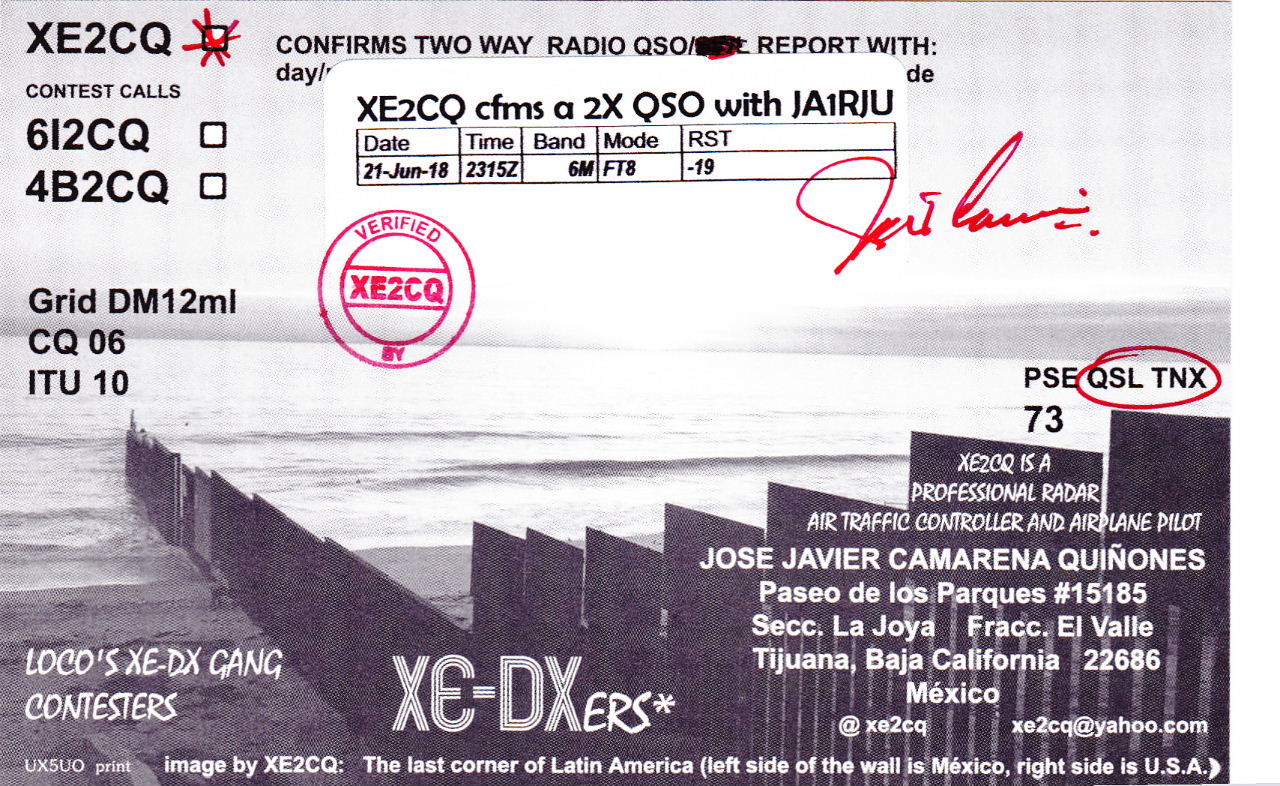 XE2CQ
CONFIRMS TWO WAY RADIO QSO/ REPORT WITH:
day/ de
CONTEST CALLS
6I2CQ
4B2CQ
XE2CQ cfms a 2X QSO with JA1RJU
Date Time Band Mode RST
21-Jun-18 2315Z 6M FT8 -19
VERIFIED
XE2CQ
BY
Grid DM12ml
CQ 06
ITU 10
PSE QSL TNX
73
XE2CQ IS A
PROFESSIONAL RADAR
AIR TRAFFIC CONTROLLER AND AIRPLANE PILOT
JOSE JAVIER CAMARENA QUIÑONES
Paseo de los Parques #15185
Secc. La Joya Fracc. El Valle
Tijuana, Baja California 22686
México
@ xe2cq xe2cq@yahoo.com
LOCO'S XE-DX GANG
CONTESTERS
XE-DXERS*
UX5UO print
image by XE2CQ: The last corner of Latin America (left side of the wall is México, right side is U.S.A.)